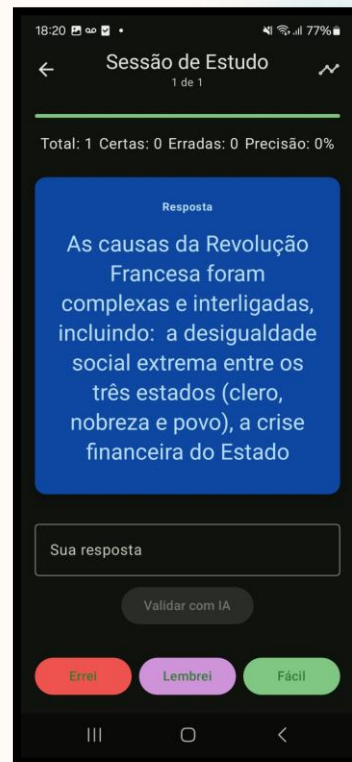 18:20
77%
Sessão de Estudo
1 de 1
Total: 1 Certas: 0 Erradas: 0 Precisão: 0%
Resposta
As causas da Revolução
Francesa foram
complexas e interligadas,
incluindo: a desigualdade
social extrema entre os
três estados (clero,
nobreza e povo), a crise
financeira do Estado
Sua resposta
Validar com IA
Errei
Lembrei
Fácil